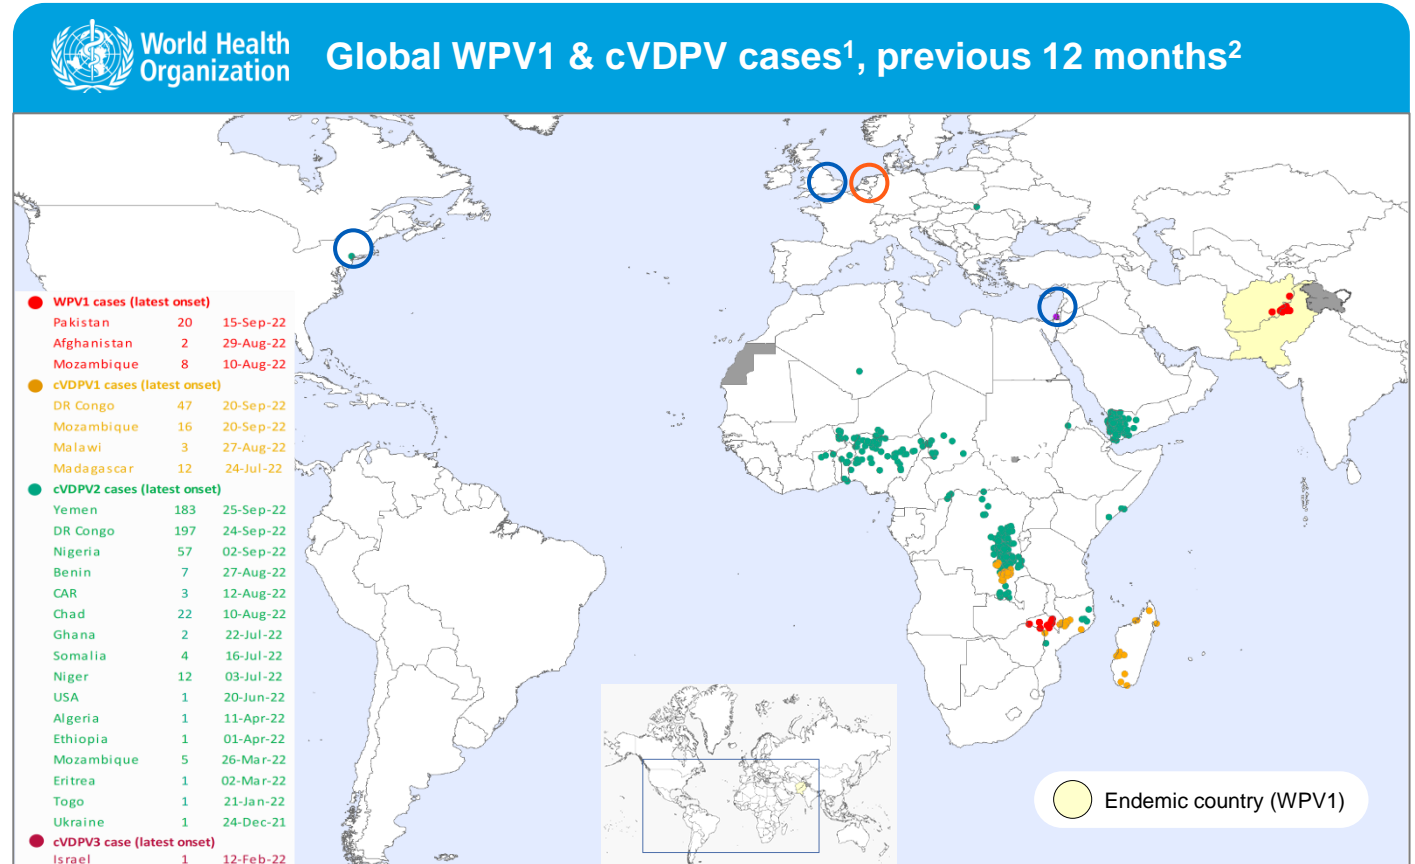 World Health
Organization
Global WPV1 & cVDPV cases¹, previous 12 months²
WPV1 cases (latest onset)
Pakistan 20 15-Sep-22
Afghanistan 2 29-Aug-22
Mozambique 8 10-Aug-22
cVDPV1 cases (latest onset)
DR Congo 47 20-Sep-22
Mozambique 16 20-Sep-22
Malawi 3 27-Aug-22
Madagascar 12 24-Jul-22
cVDPV2 cases (latest onset)
Yemen 183 25-Sep-22
DR Congo 197 24-Sep-22
Nigeria 57 02-Sep-22
Benin 7 27-Aug-22
CAR 3 12-Aug-22
Chad 22 10-Aug-22
Ghana 2 22-Jul-22
Somalia 4 16-Jul-22
Niger 12 03-Jul-22
USA 1 20-Jun-22
Algeria 1 11-Apr-22
Ethiopia 1 01-Apr-22
Mozambique 5 26-Mar-22
Eritrea 1 02-Mar-22
Togo 1 21-Jan-22
Ukraine 1 24-Dec-21
cVDPV3 case (latest onset)
Israel 1 12-Feb-22
Endemic country (WPV1)